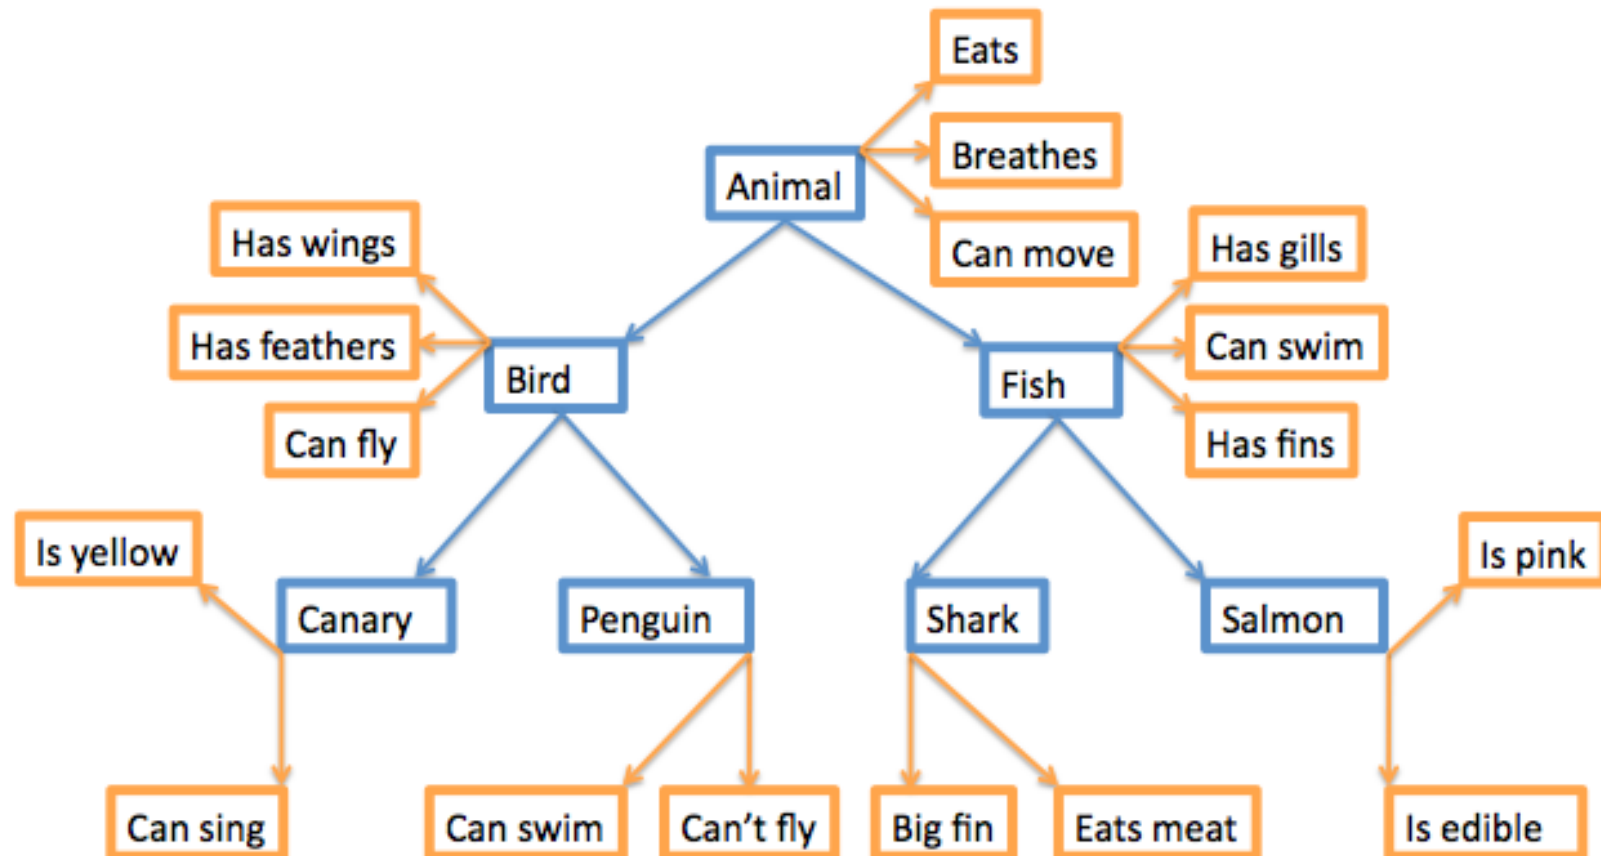 Eats
Breathes
Animal
Can move
Has wings
Has gills
Has feathers
Can swim
Bird
Fish
Can fly
Has fins
Is yellow
Is pink
Canary
Penguin
Shark
Salmon
Can sing
Can swim
Can't fly
Big fin
Eats meat
Is edible